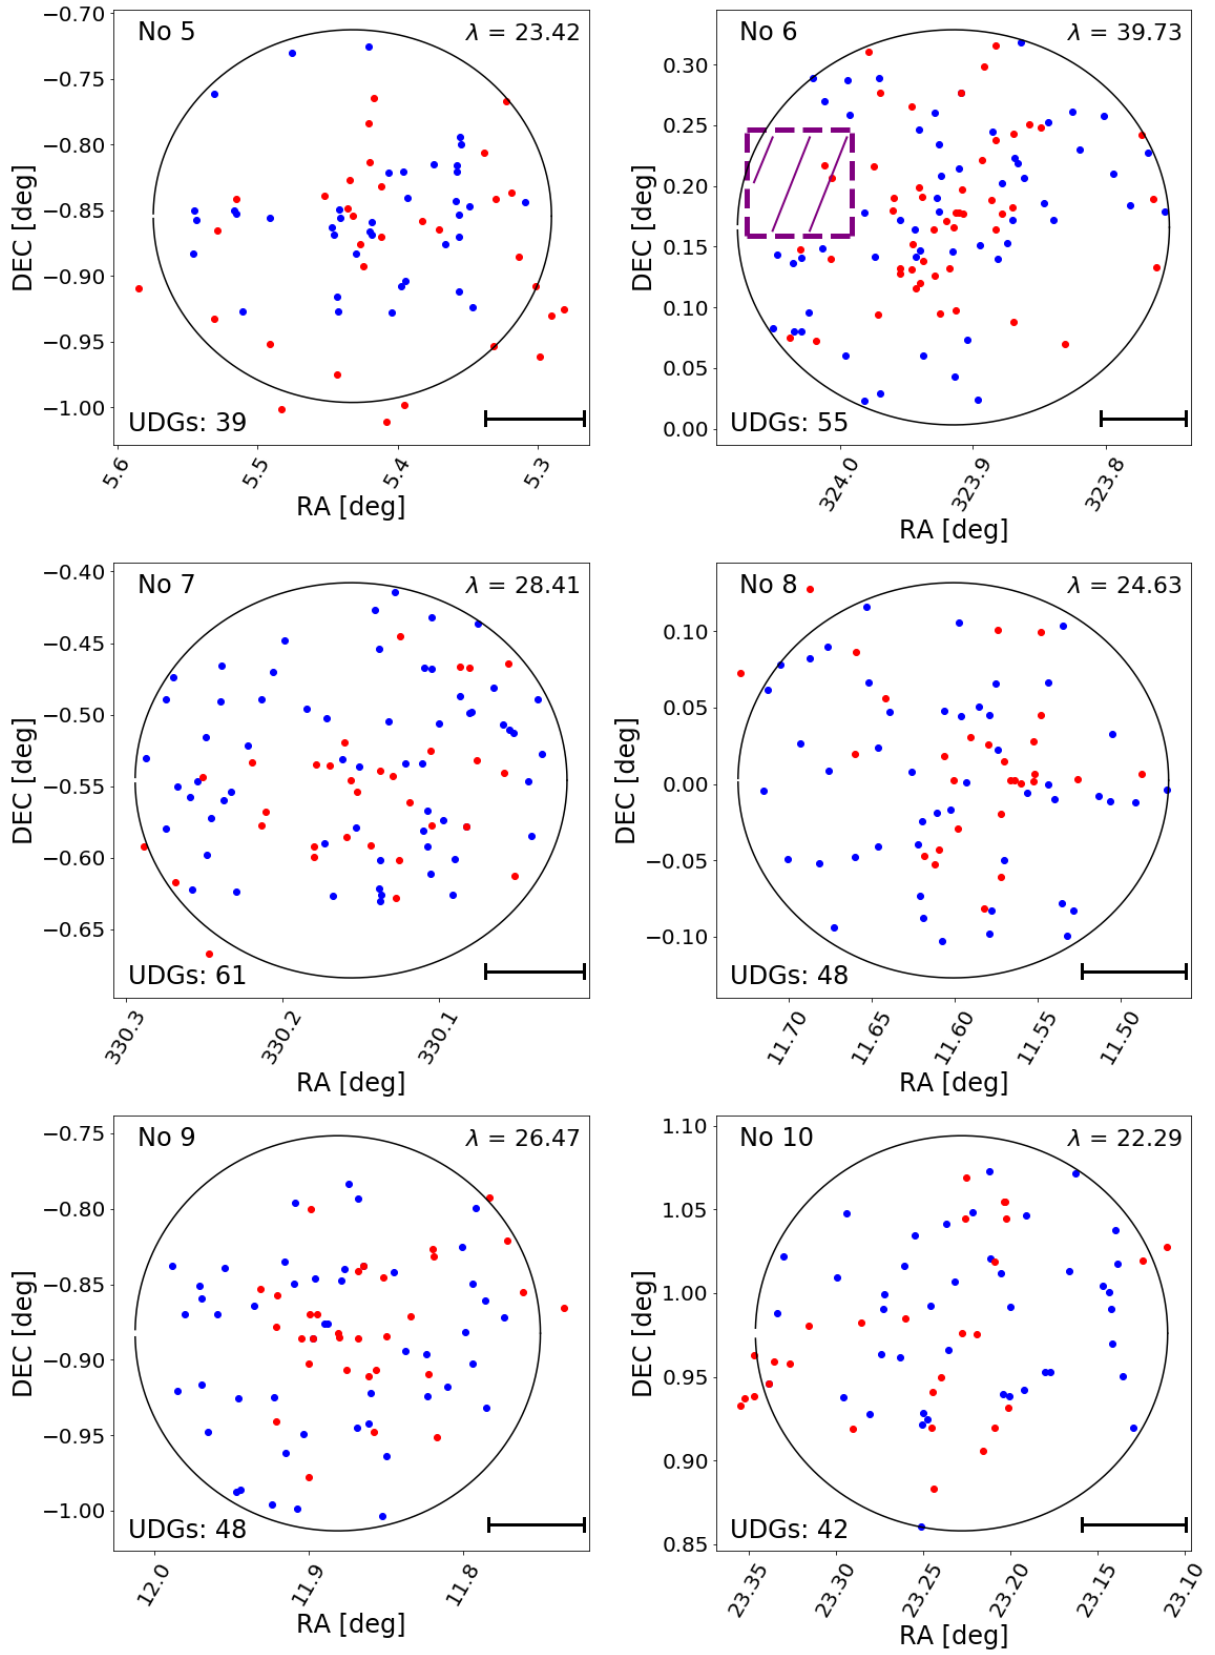 No 5
λ = 23.42
−0.70
−0.75
−0.80
−0.85
−0.90
−0.95
−1.00
DEC [deg]
UDGs: 39
5.6
5.5
5.4
5.3
RA [deg]
No 6
λ = 39.73
0.30
0.25
0.20
0.15
0.10
0.05
0.00
DEC [deg]
UDGs: 55
324.0
323.9
323.8
RA [deg]
No 7
λ = 28.41
−0.40
−0.45
−0.50
−0.55
−0.60
−0.65
DEC [deg]
UDGs: 61
330.3
330.2
330.1
RA [deg]
No 8
λ = 24.63
0.10
0.05
0.00
−0.05
−0.10
DEC [deg]
UDGs: 48
11.70
11.65
11.60
11.55
11.50
RA [deg]
No 9
λ = 26.47
−0.75
−0.80
−0.85
−0.90
−0.95
−1.00
DEC [deg]
UDGs: 48
12.0
11.9
11.8
RA [deg]
No 10
λ = 22.29
1.10
1.05
1.00
0.95
0.90
0.85
DEC [deg]
UDGs: 42
23.35
23.30
23.25
23.20
23.15
23.10
RA [deg]